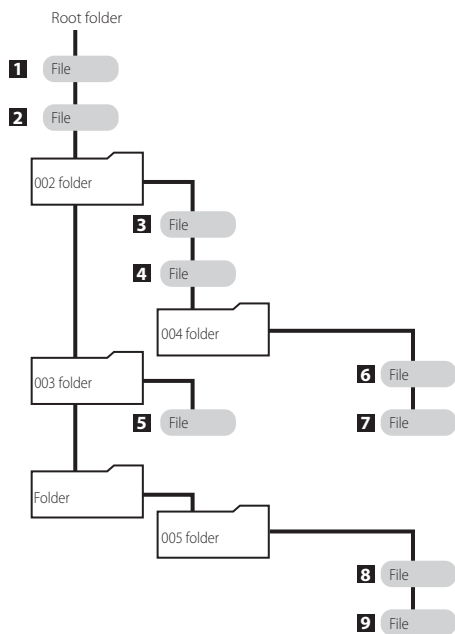 Root folder
1 File
2 File
002 folder
3 File
4 File
004 folder
003 folder
6 File
5 File
7 File
Folder
005 folder
8 File
9 File